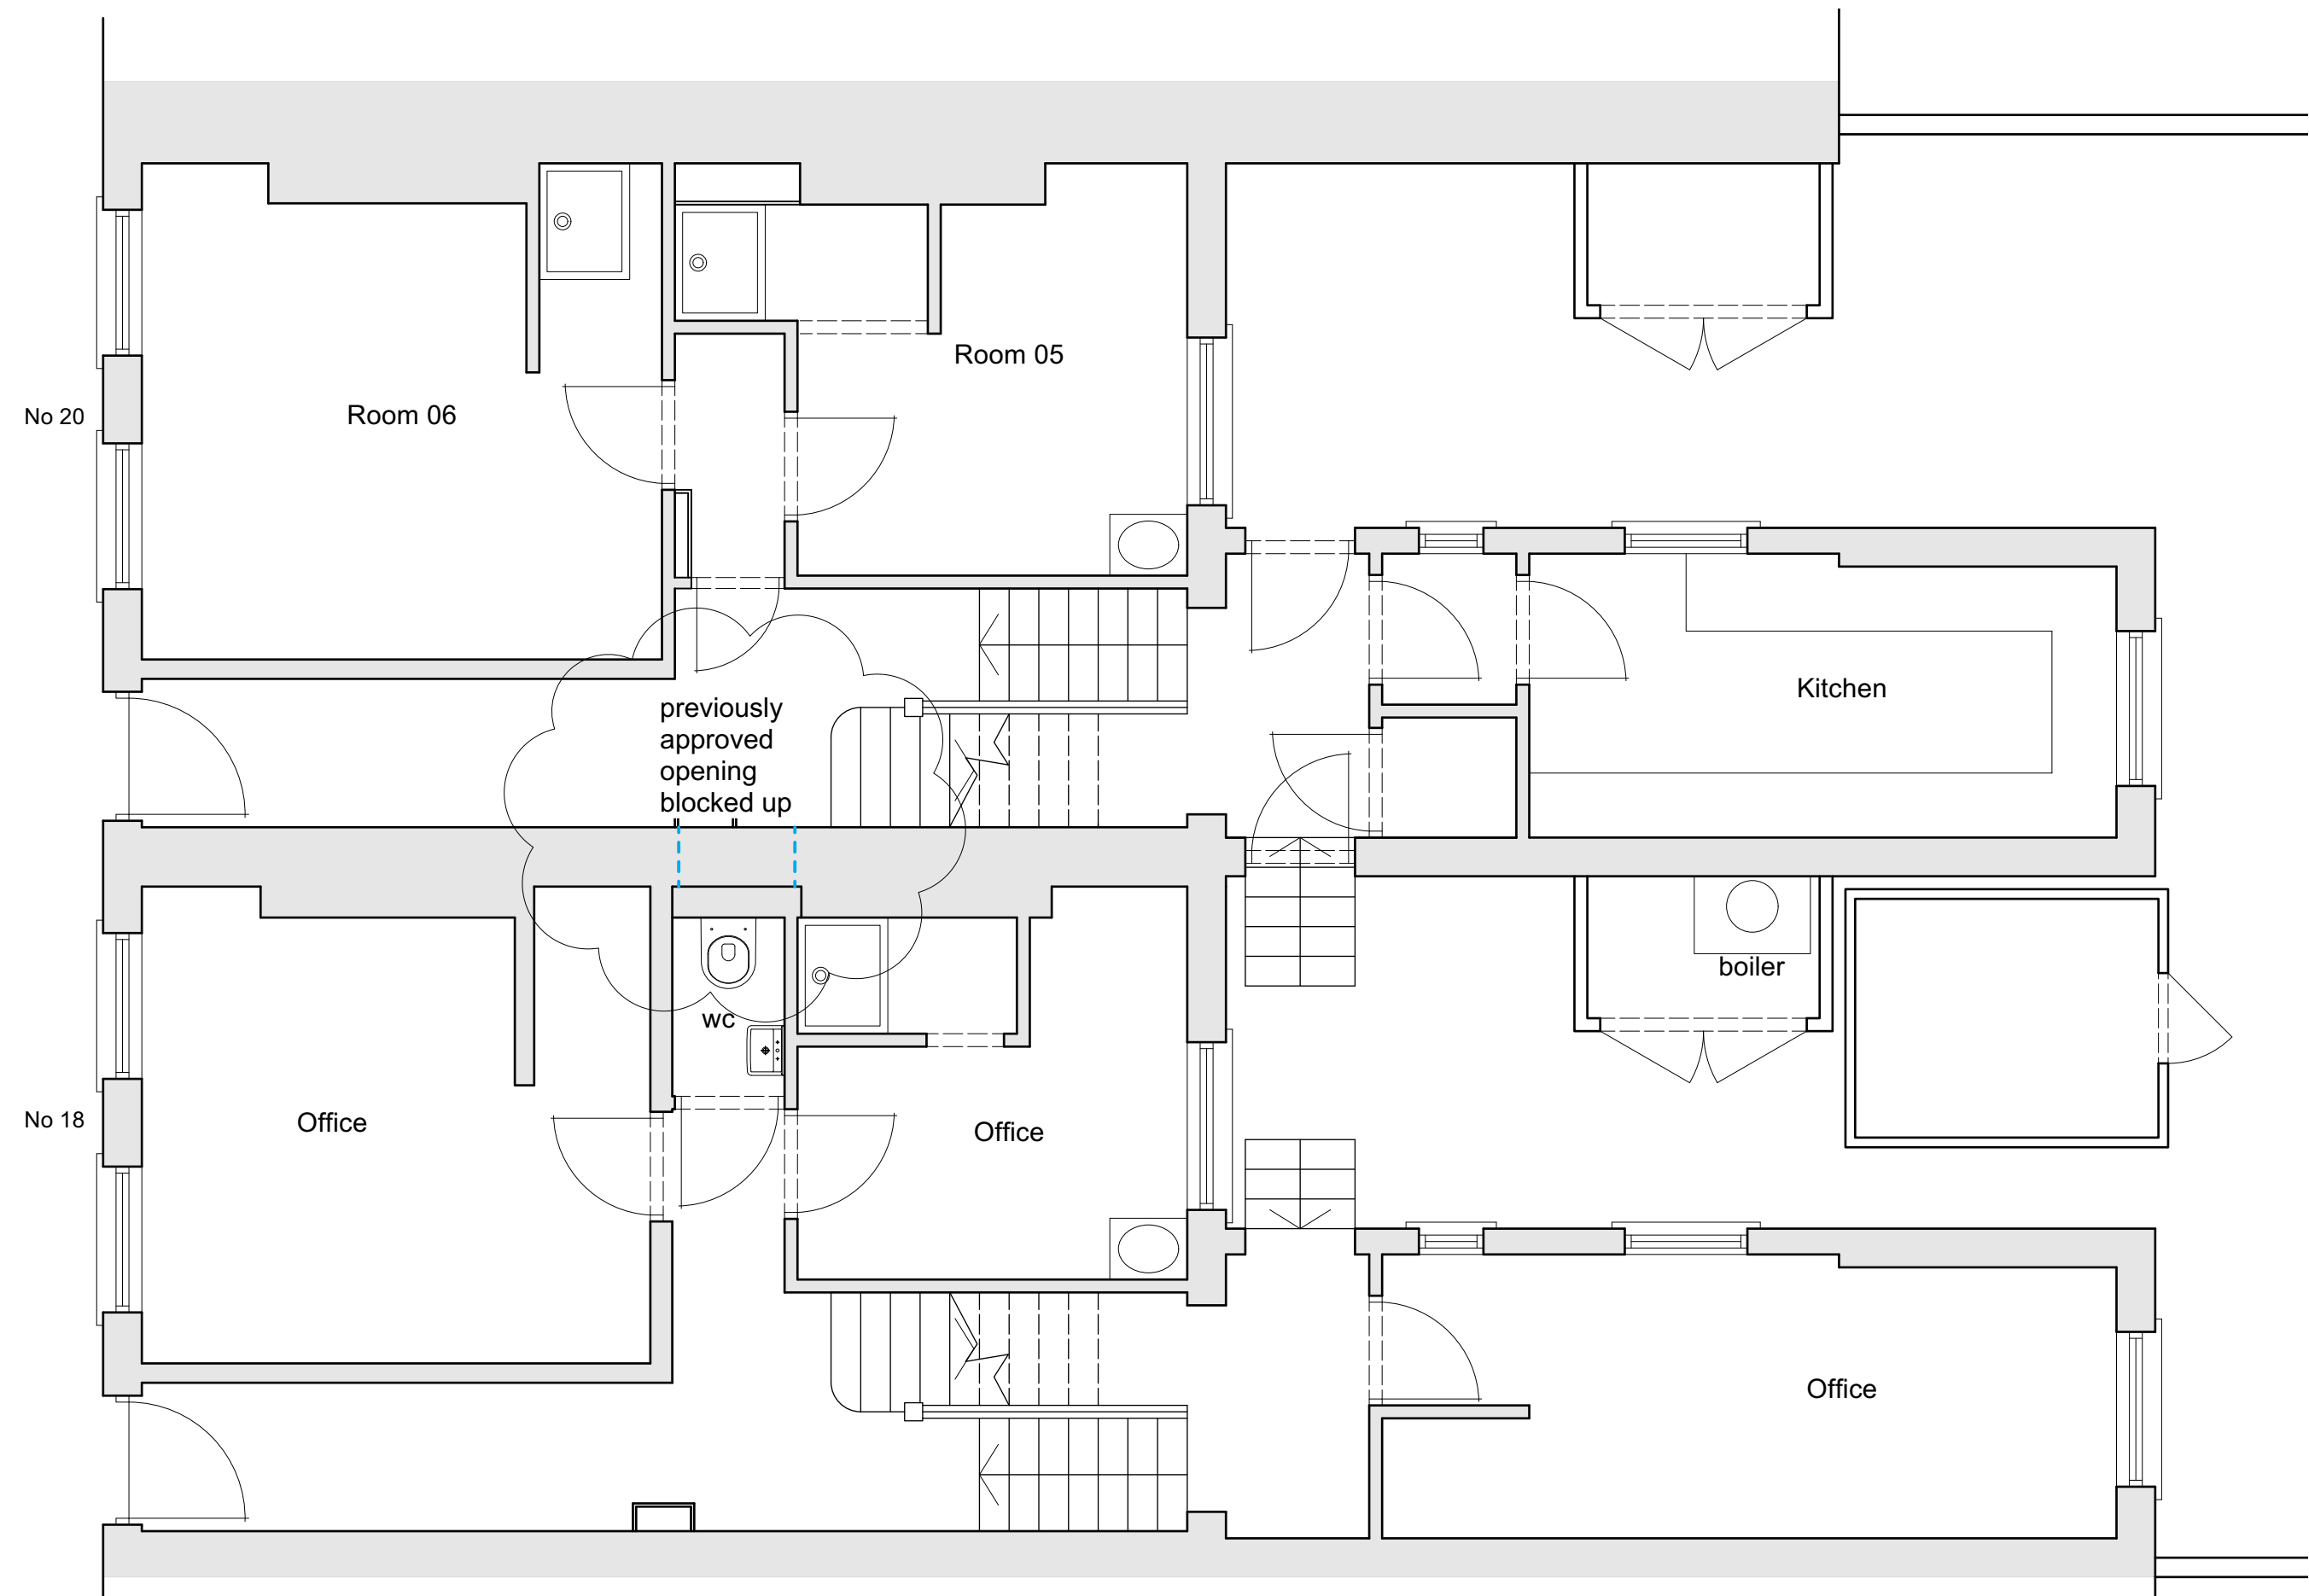 Room 05
No 20
Room 06
Kitchen
previously
approved
opening
blocked up
boiler
wc
No 18
Office
Office
Office